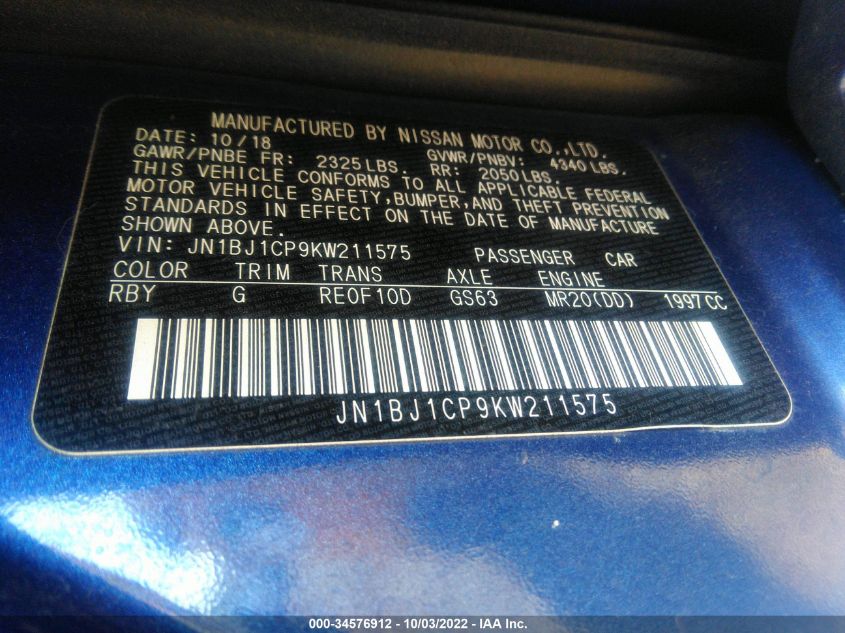 MANUFACTURED BY NISSAN MOTOR CO.,LTD.
DATE: 10/18
GAWR/PNBE FR: 2325 LBS. GVWR/PNBV: 4340 LBS.
RR: 2050 LBS.
THIS VEHICLE CONFORMS TO ALL APPLICABLE FEDERAL
MOTOR VEHICLE SAFETY, BUMPER, AND THEFT PREVENTION
STANDARDS IN EFFECT ON THE DATE OF MANUFACTURE
SHOWN ABOVE.
VIN: JN1BJ1CP9KW211575 PASSENGER CAR
COLOR TRIM TRANS AXLE ENGINE
RBY G RE0F10D GS63 MR20(DD) 1997CC
JN1BJ1CP9KW211575
000-34576912 - 10/03/2022 - IAA Inc.